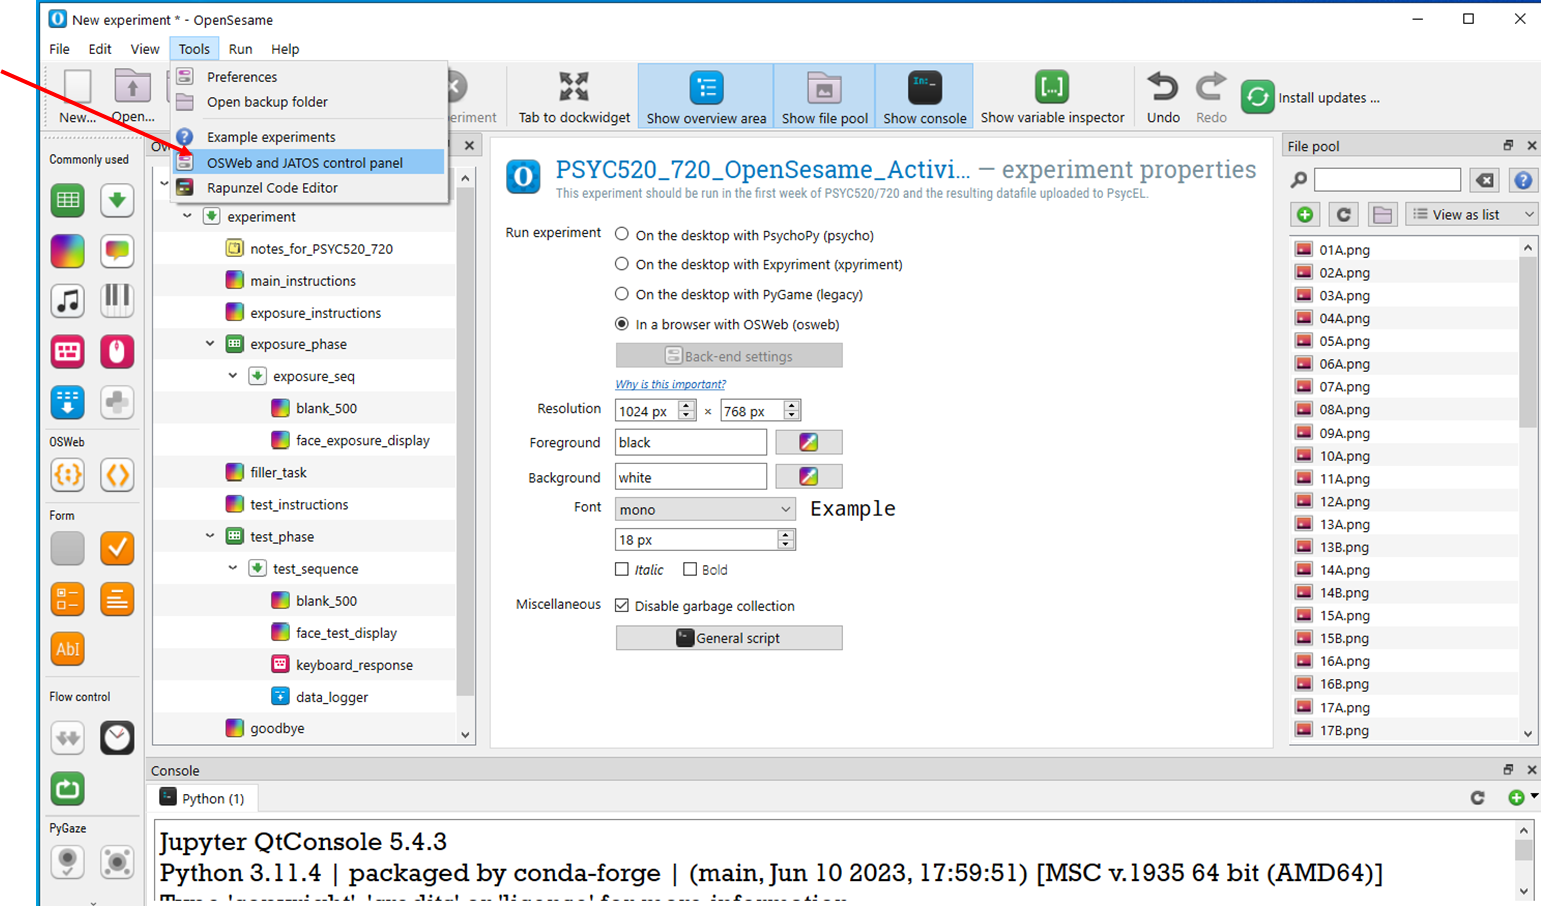 New experiment * - OpenSesame
File Edit View Tools Run Help
Preferences
Open backup folder
Example experiments
OSWeb and JATOS control panel
Rapunzel Code Editor
New... Open... eriment Tab to dockwidget Show overview area Show file pool Show console Show variable inspector Undo Redo Install updates ...
Commonly used
OSWeb
Form
AbI
Flow control
PyGaze
Ov
experiment
notes_for_PSYC520_720
main_instructions
exposure_instructions
exposure_phase
exposure_seq
blank_500
face_exposure_display
filler_task
test_instructions
test_phase
test_sequence
blank_500
face_test_display
keyboard_response
data_logger
goodbye
PSYC520_720_OpenSesame_Activi... — experiment properties
This experiment should be run in the first week of PSYC520/720 and the resulting datafile uploaded to PsycEL.
Run experiment On the desktop with PsychoPy (psycho)
On the desktop with Expyriment (xpyriment)
On the desktop with PyGame (legacy)
In a browser with OSWeb (osweb)
Back-end settings
Why is this important?
Resolution 1024 px × 768 px
Foreground black
Background white
Font mono Example
18 px
Italic Bold
Miscellaneous Disable garbage collection
General script
File pool
View as list
01A.png
02A.png
03A.png
04A.png
05A.png
06A.png
07A.png
08A.png
09A.png
10A.png
11A.png
12A.png
13A.png
13B.png
14A.png
14B.png
15A.png
15B.png
16A.png
16B.png
17A.png
17B.png
Console
Python (1)
Jupyter QtConsole 5.4.3
Python 3.11.4 | packaged by conda-forge | (main, Jun 10 2023, 17:59:51) [MSC v.1935 64 bit (AMD64)]
Type 'copyright', 'credits' or 'license' for more information